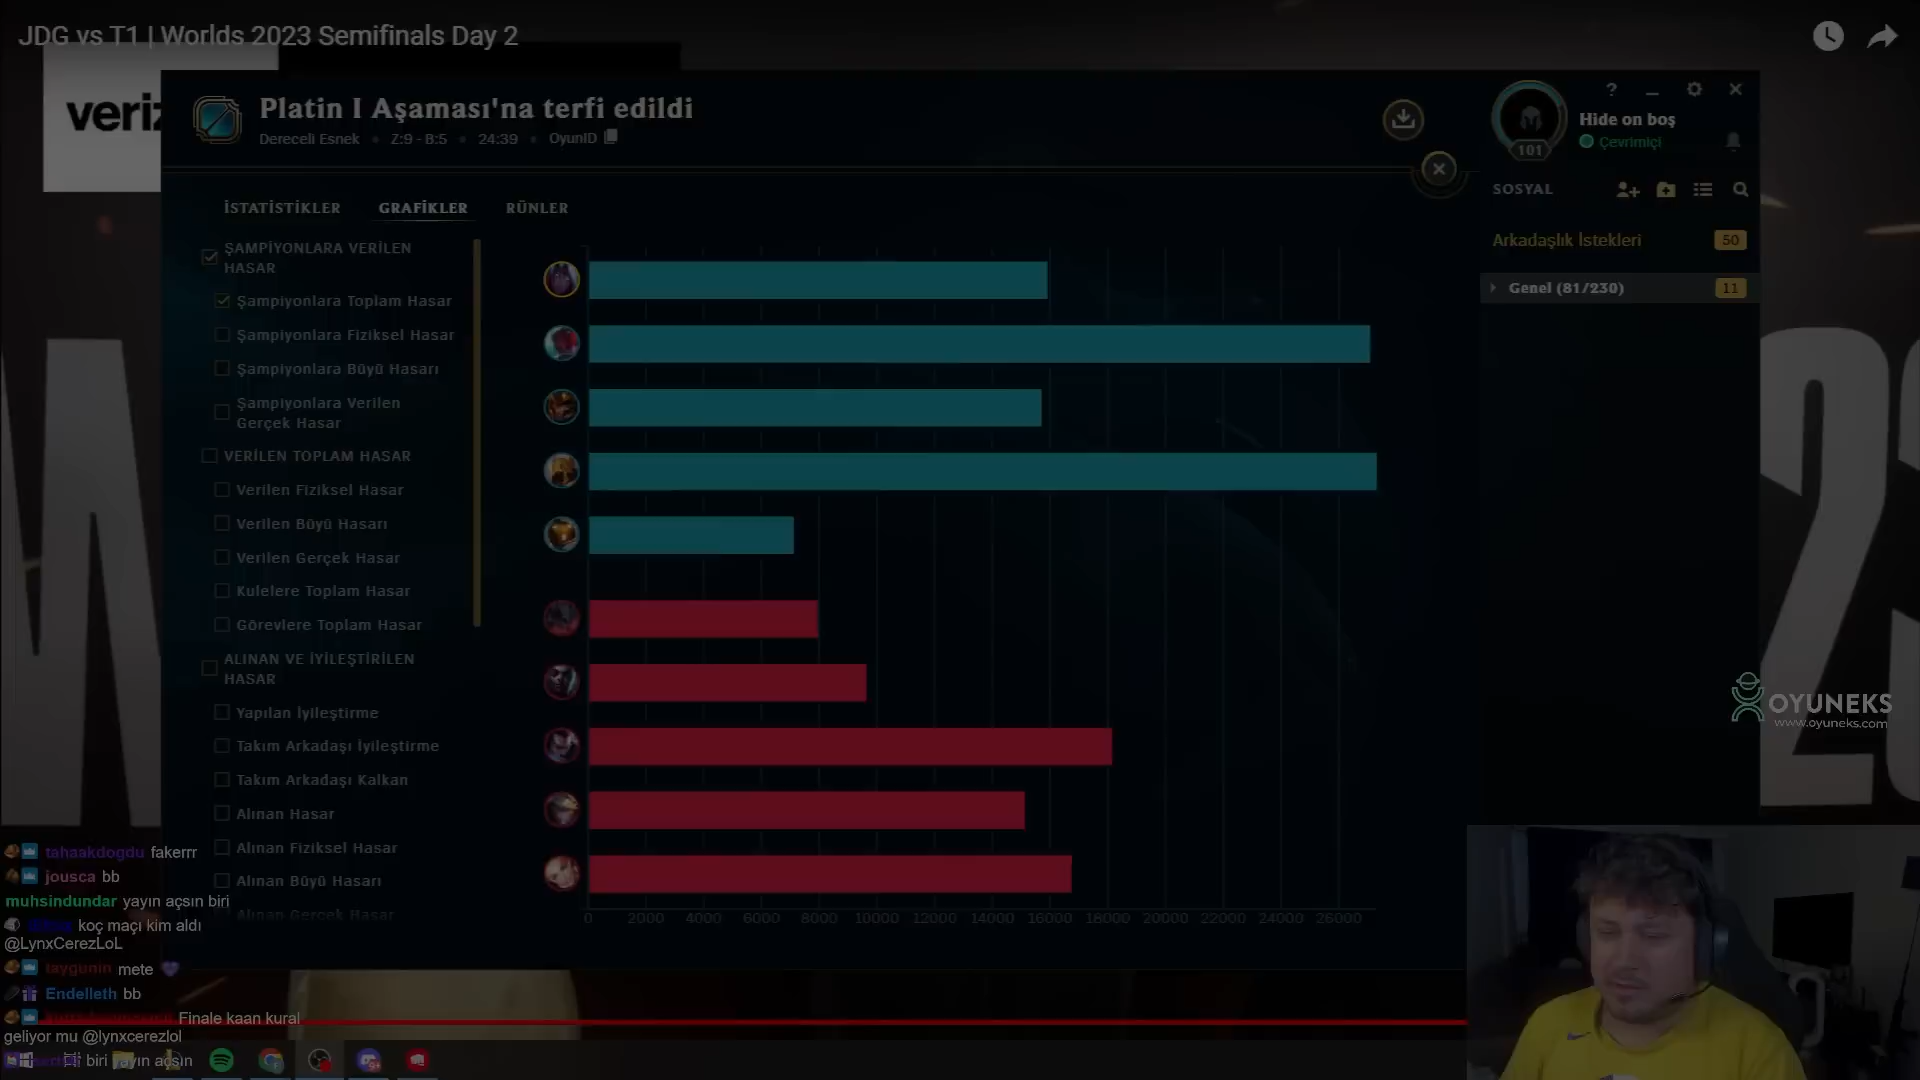 JDG vs T1 | Worlds 2023 Semifinals Day 2
veriz
Platin I Aşaması'na terfi edildi
Dereceli Esnek • Z:9 - B:5 • 24:39 • OyunID
Hide on boş
101
Çevrimiçi
SOSYAL
Arkadaşlık İstekleri 50
Genel (81/230) 11
İSTATİSTİKLER GRAFİKLER RÜNLER
ŞAMPİYONLARA VERİLEN
HASAR
Şampiyonlara Toplam Hasar
Şampiyonlara Fiziksel Hasar
Şampiyonlara Büyü Hasarı
Şampiyonlara Verilen
Gerçek Hasar
VERİLEN TOPLAM HASAR
Verilen Fiziksel Hasar
Verilen Büyü Hasarı
Verilen Gerçek Hasar
Kulelere Toplam Hasar
Görevlere Toplam Hasar
ALINAN VE İYİLEŞTİRİLEN
HASAR
Yapılan İyileştirme
Takım Arkadaşı İyileştirme
Takım Arkadaşı Kalkan
Alınan Hasar
Alınan Fiziksel Hasar
Alınan Büyü Hasarı
Alınan Gerçek Hasar
0 2000 4000 6000 8000 10000 12000 14000 16000 18000 20000 22000 24000 26000
OYUNEKS
www.oyuneks.com
tahaakdogdu fakerrr
jousca bb
muhsindundar yayın açsın biri
koç maçı kim aldı
@LynxCerezLoL
taygunin mete
Endelleth bb
Finale kaan kural
geliyor mu @lynxcerezlol
biri yayın açsın